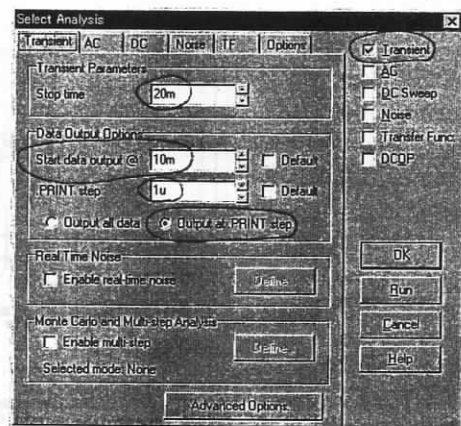 Select Analysis
Transient AC DC Noise TF Options
Transient Parameters
Stop time 20m
Data Output Options
Start data output @ 10m Default
.PRINT step 1u Default
Output all data Output at .PRINT step
Real Time Noise
Enable real-time noise Define...
Monte Carlo and Multi-step Analysis
Enable multi-step Define...
Selected mode: None
Advanced Options...
Transient
AC
DC Sweep
Noise
Transfer Func
DCOP
OK
Run
Cancel
Help